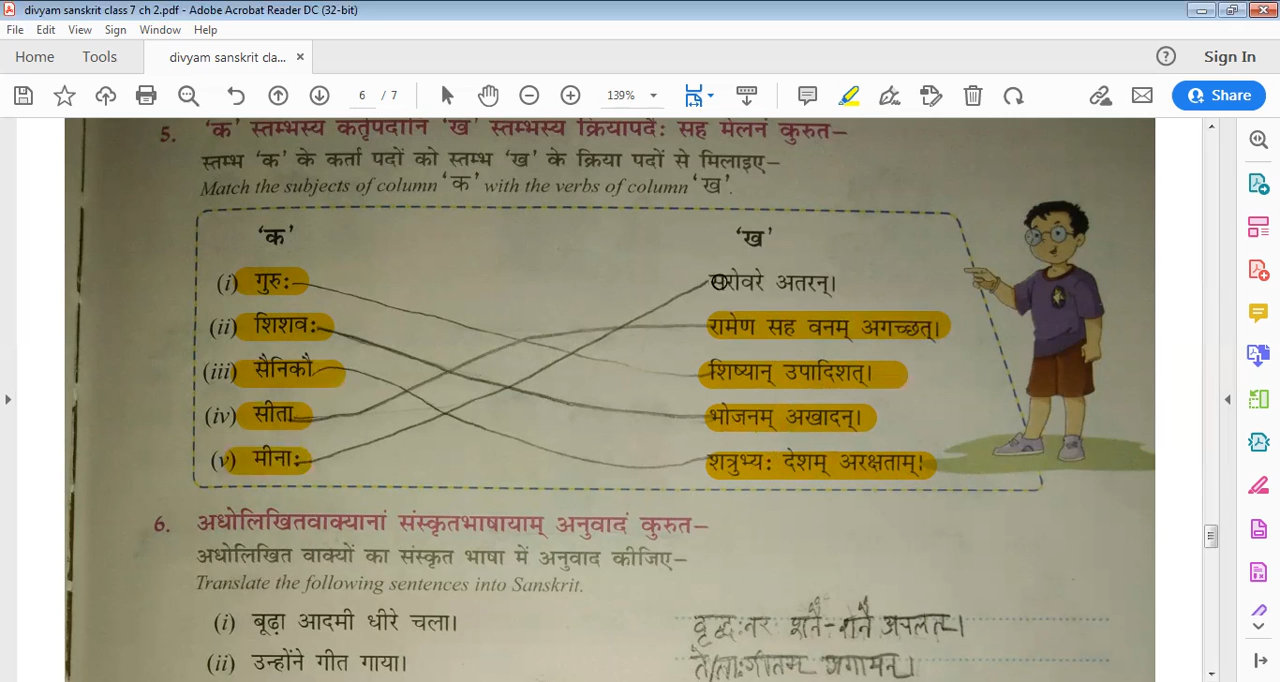 divyam sanskrit class 7 ch 2.pdf - Adobe Acrobat Reader DC (32-bit)
File Edit View Sign Window Help
Home Tools divyam sanskrit cla... × Sign In
6 / 7 139% Share
5. 'क' स्तम्भस्य कर्तृपदानि 'ख' स्तम्भस्य क्रियापदैः सह मेलनं कुरुत–
स्तम्भ 'क' के कर्ता पदों को स्तम्भ 'ख' के क्रिया पदों से मिलाइए–
Match the subjects of column 'क' with the verbs of column 'ख'.
'क' 'ख'
(i) गुरुः सरोवरे अतरन्।
(ii) शिशवः रामेण सह वनम् अगच्छत्।
(iii) सैनिकौ शिष्यान् उपादिशत्।
(iv) सीता भोजनम् अखादन्।
(v) मीनाः शत्रुभ्यः देशम् अरक्षताम्।
6. अधोलिखितवाक्यानां संस्कृतभाषायाम् अनुवादं कुरुत–
अधोलिखित वाक्यों का संस्कृत भाषा में अनुवाद कीजिए–
Translate the following sentences into Sanskrit.
(i) बूढ़ा आदमी धीरे चला। वृद्धः नरः शनै-शनै अचलत्।
(ii) उन्होंने गीत गाया। ते/ताः गीतम्